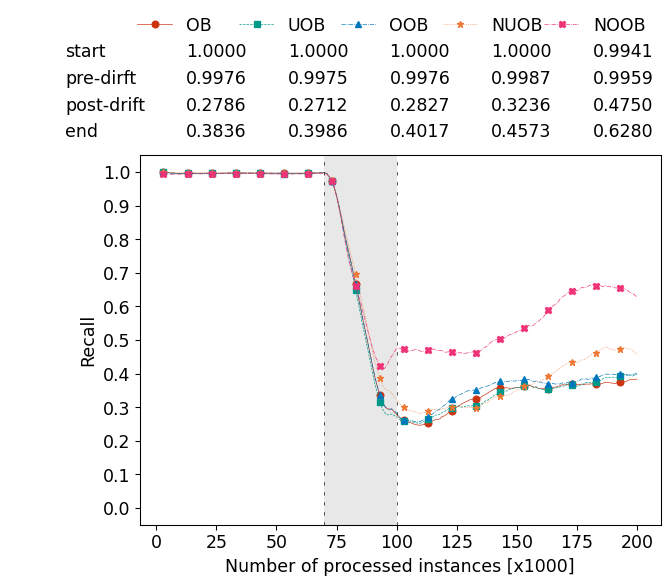 OB UOB OOB NUOB NOOB
start 1.0000 1.0000 1.0000 1.0000 0.9941
pre-dirft 0.9976 0.9975 0.9976 0.9987 0.9959
post-drift 0.2786 0.2712 0.2827 0.3236 0.4750
end 0.3836 0.3986 0.4017 0.4573 0.6280
1.0
0.9
0.8
0.7
0.6
0.5
0.4
0.3
0.2
0.1
0.0
Recall
0 25 50 75 100 125 150 175 200
Number of processed instances [x1000]